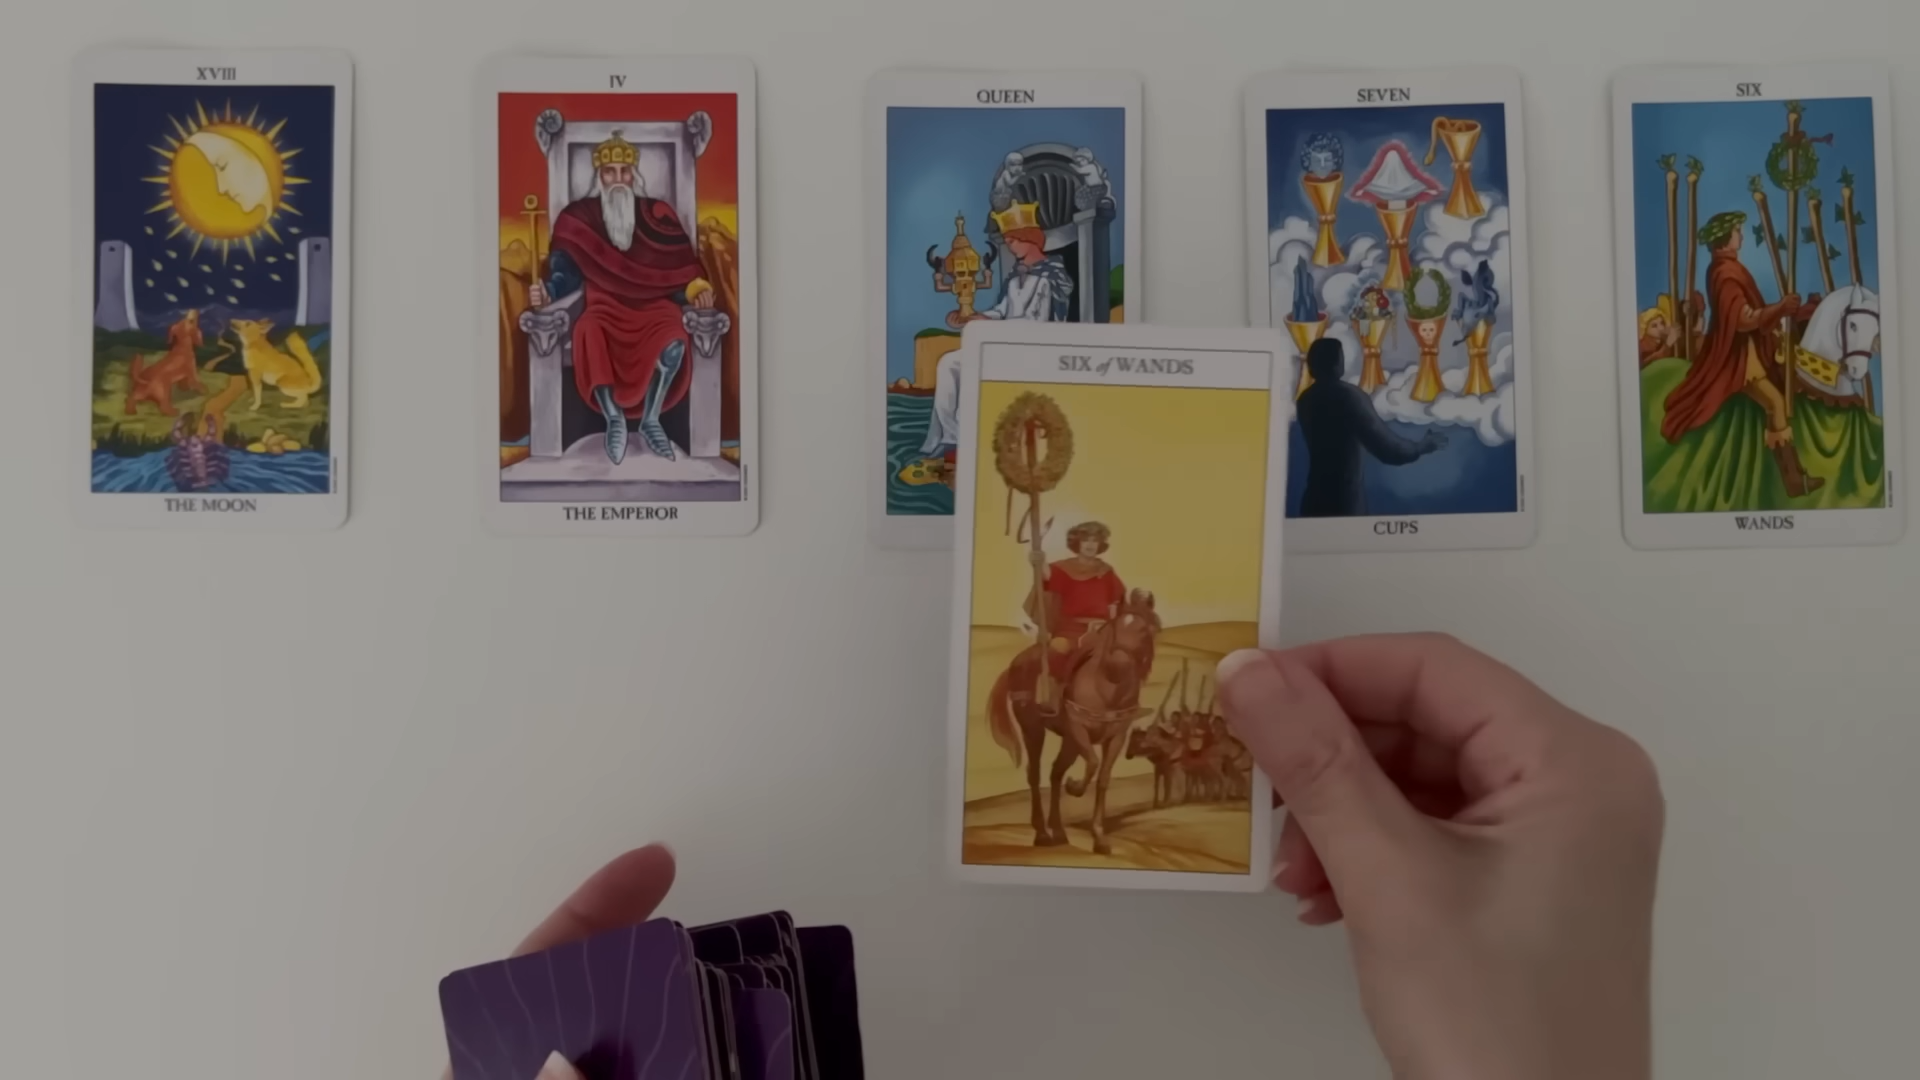 XVIII
THE MOON
IV
THE EMPEROR
QUEEN
SEVEN
CUPS
SIX
WANDS
SIX of WANDS